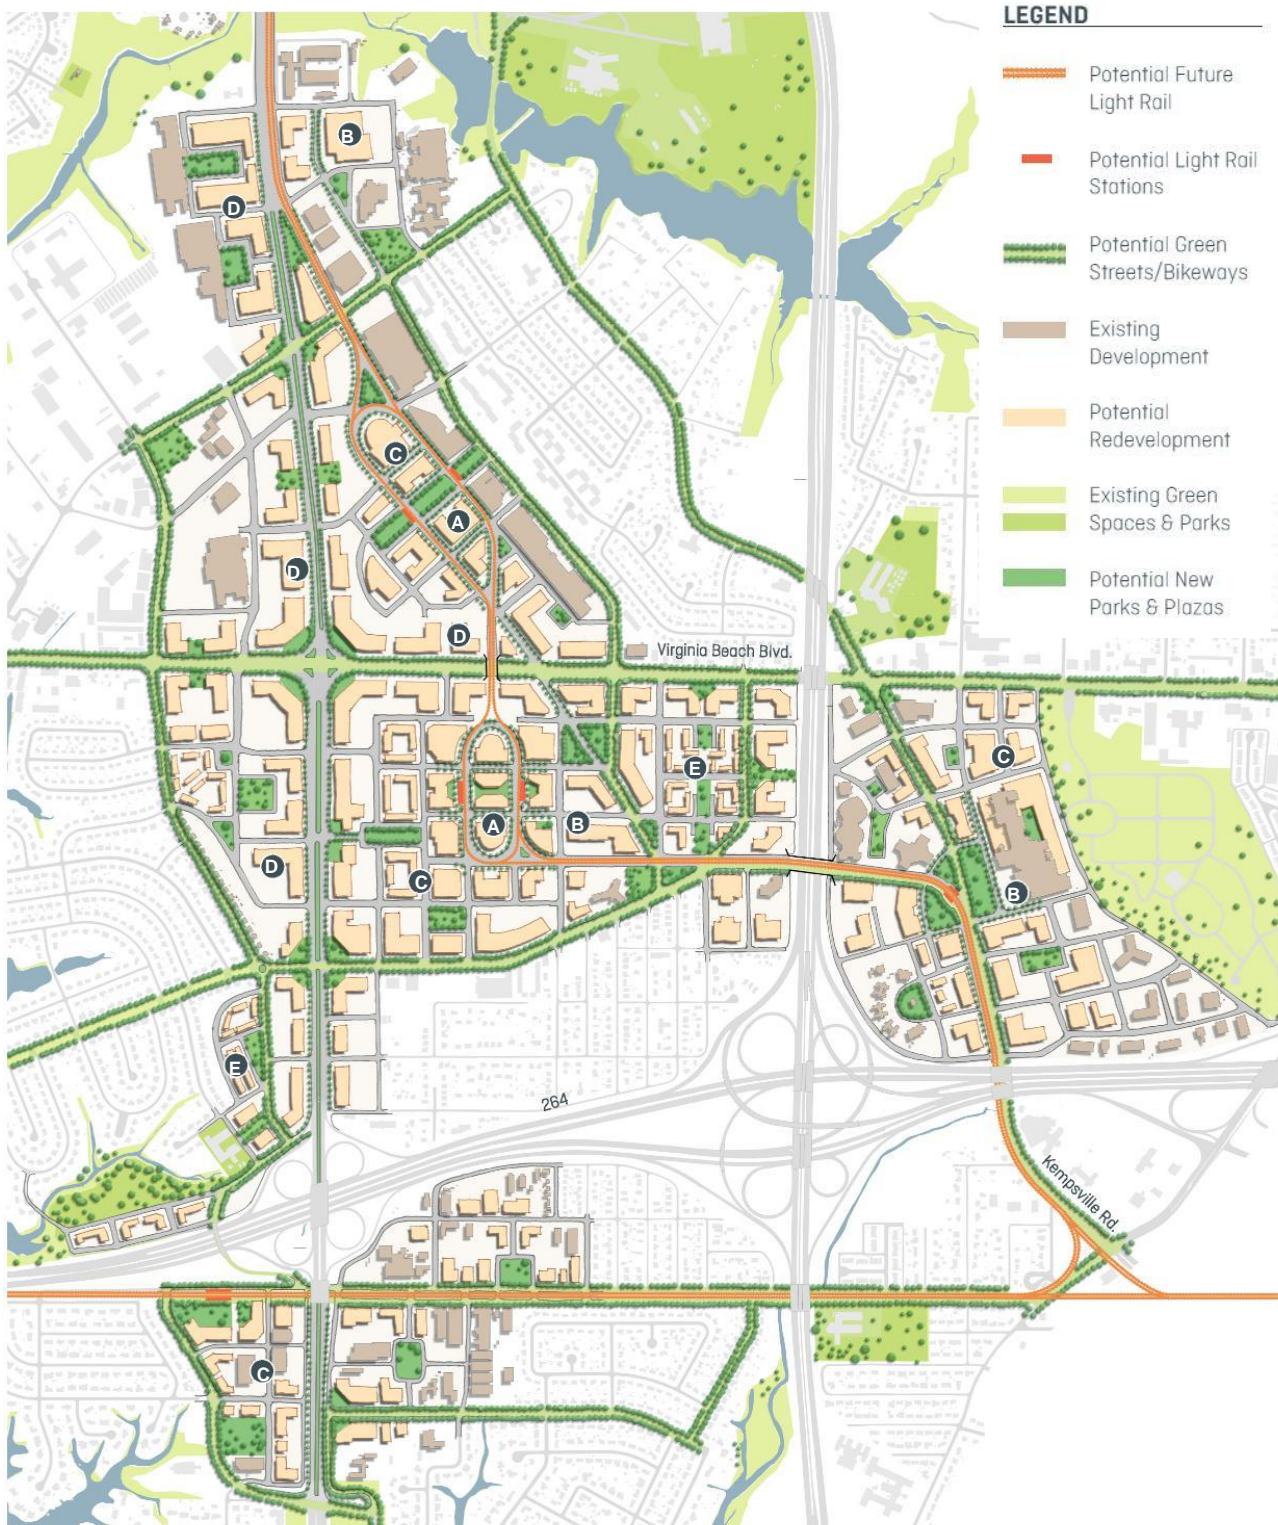 LEGEND
Potential Future
Light Rail
Potential Light Rail
Stations
Potential Green
Streets/Bikeways
Existing
Development
Potential
Redevelopment
Existing Green
Spaces & Parks
Potential New
Parks & Plazas
B
D
C
A
D
D
Virginia Beach Blvd.
C
E
A
B
D
C
B
E
264
Kempsville Rd.
C